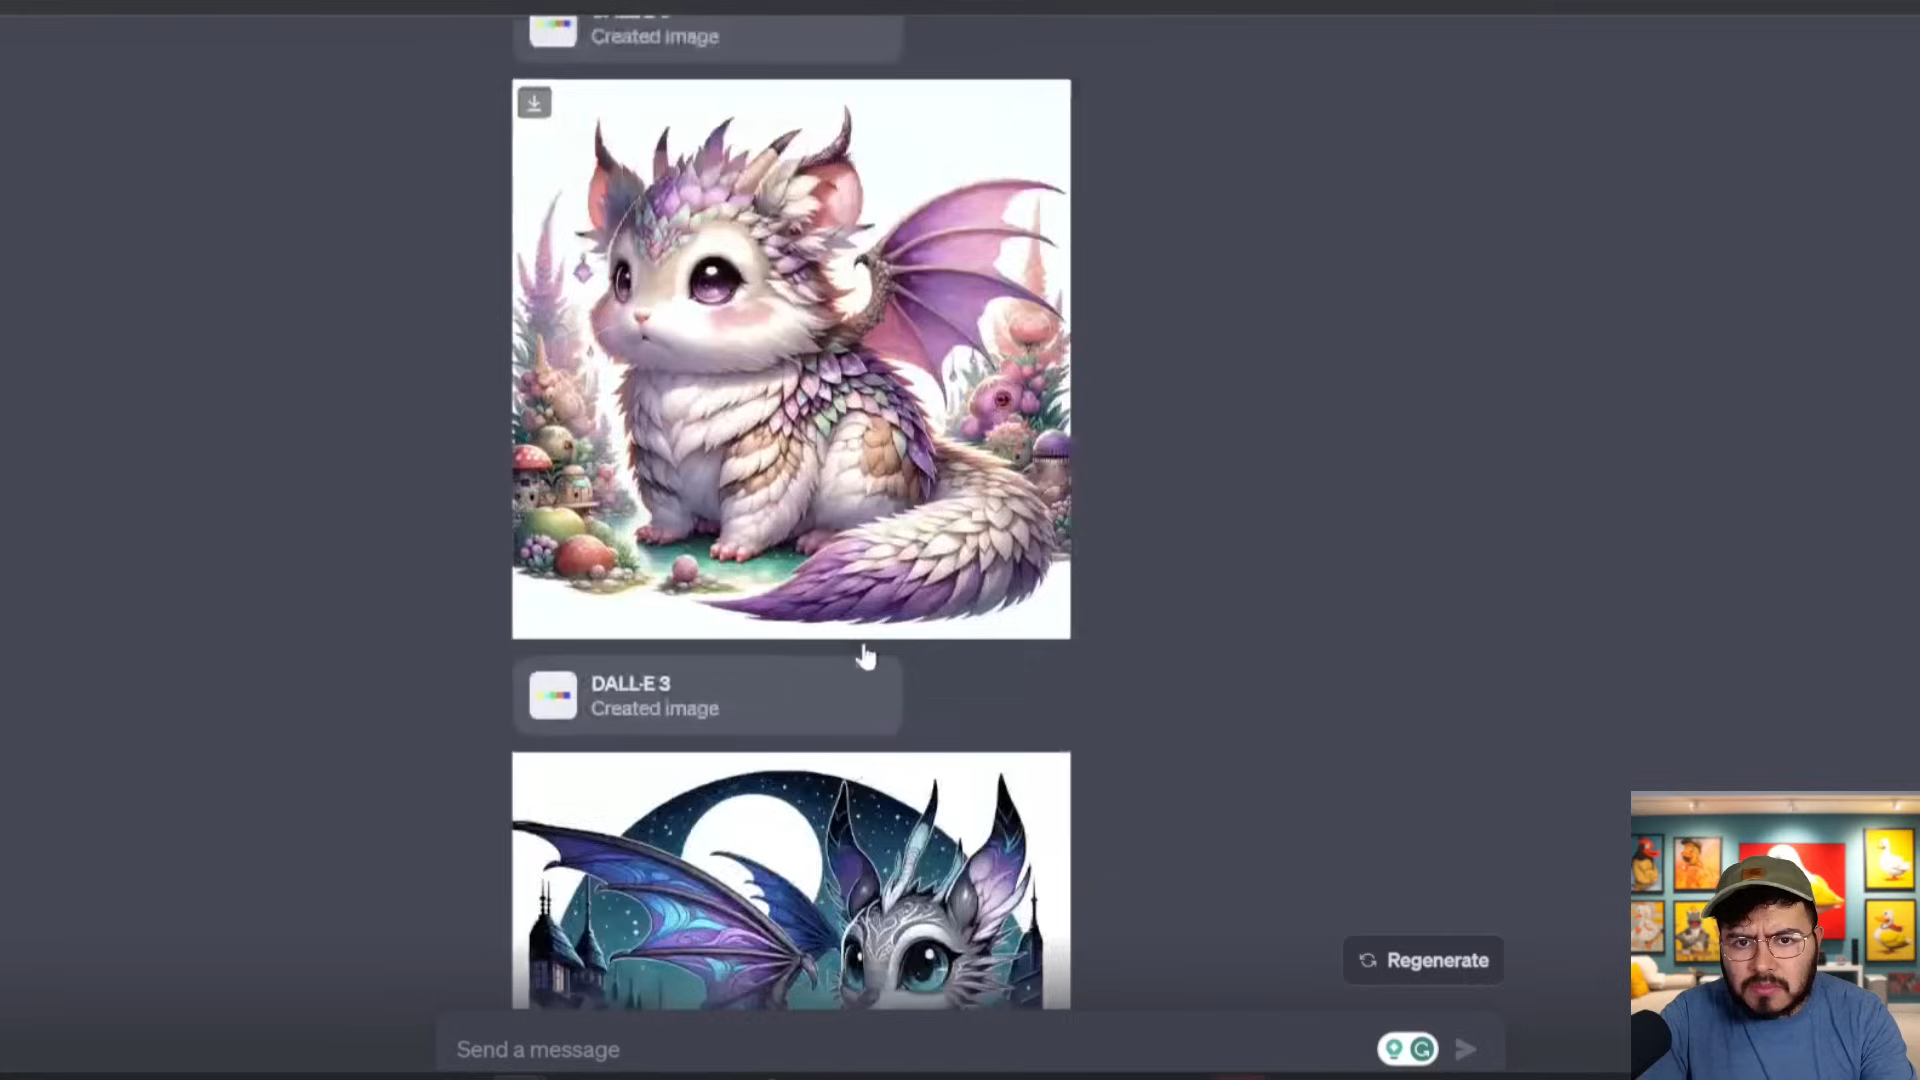 Created image
DALL·E 3
Created image
Regenerate
Send a message